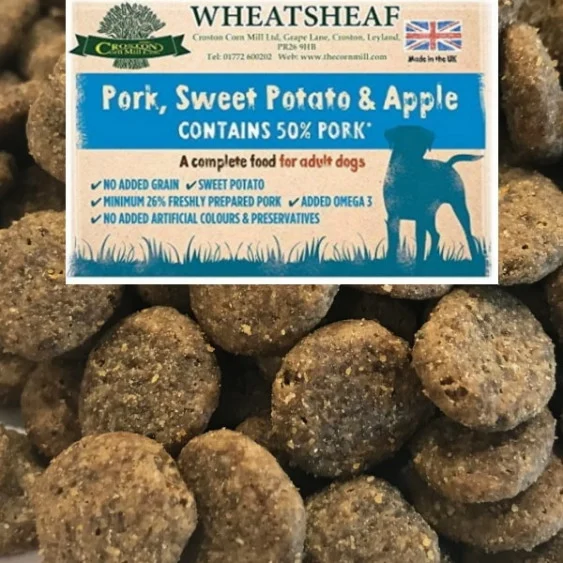 WHEATSHEAF
CROSTON
Corn Mill
Croston Corn Mill Ltd, Grape Lane, Croston, Leyland,
PR26 9HB
Tel: 01772 600202 Web: www.thecornmill.com
Made in the UK
Pork, Sweet Potato & Apple
CONTAINS 50% PORK*
A complete food for adult dogs
✔NO ADDED GRAIN ✔SWEET POTATO
✔MINIMUM 26% FRESHLY PREPARED PORK ✔ADDED OMEGA 3
✔NO ADDED ARTIFICIAL COLOURS & PRESERVATIVES